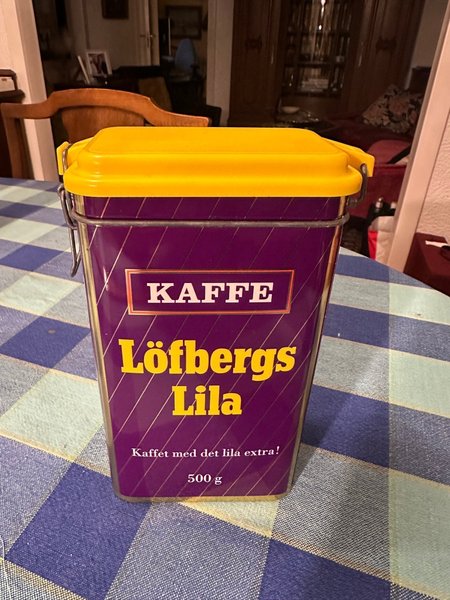 KAFFE
Löfbergs
Lila
Kaffet med det lila extra!
500 g